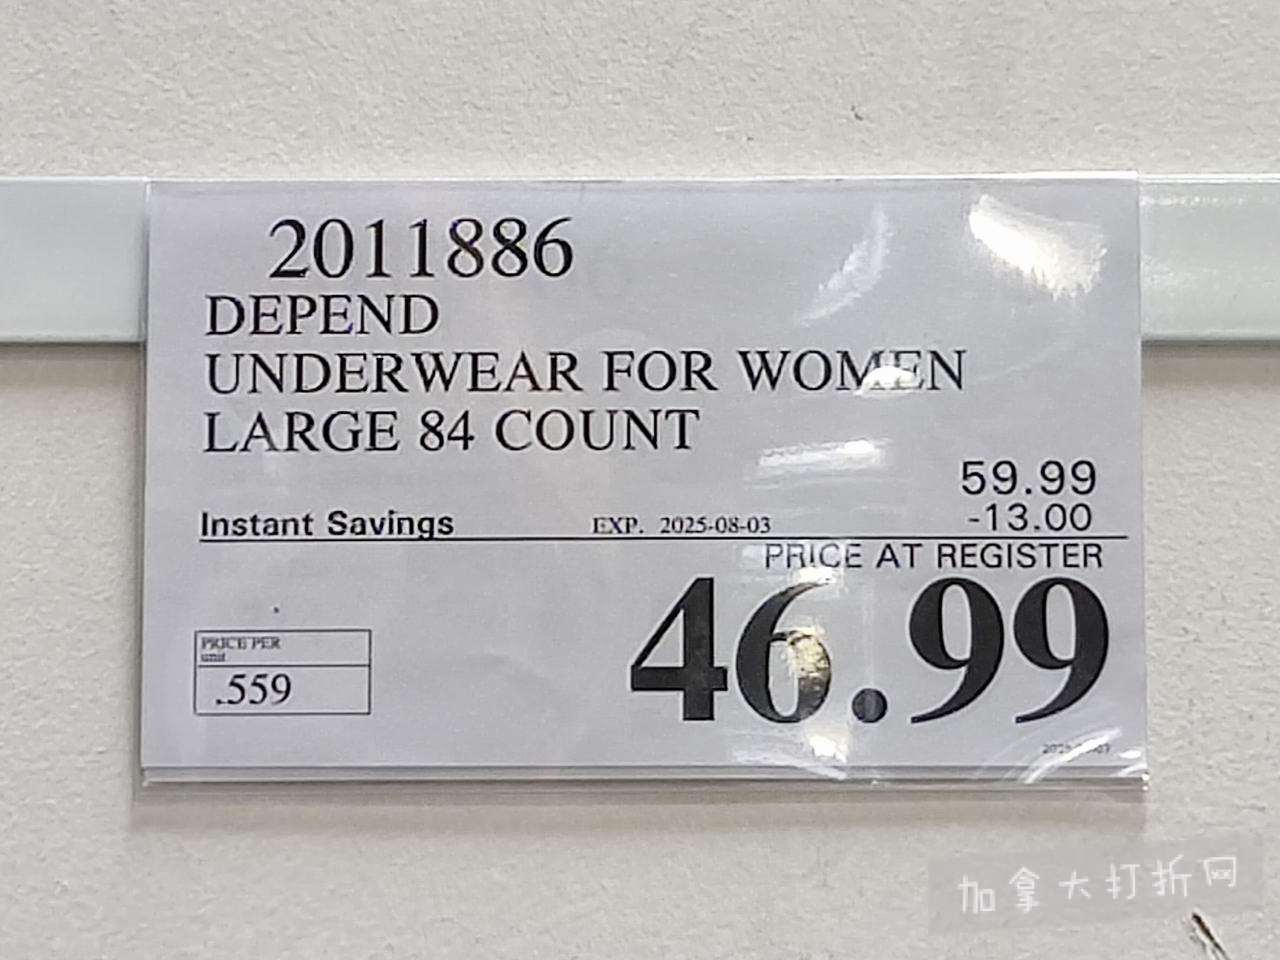 2011886
DEPEND
UNDERWEAR FOR WOMEN
LARGE 84 COUNT
59.99
Instant Savings EXP. 2025-08-03 -13.00
PRICE AT REGISTER
46.99
PRICE PER
unit
.559
加拿大打折网